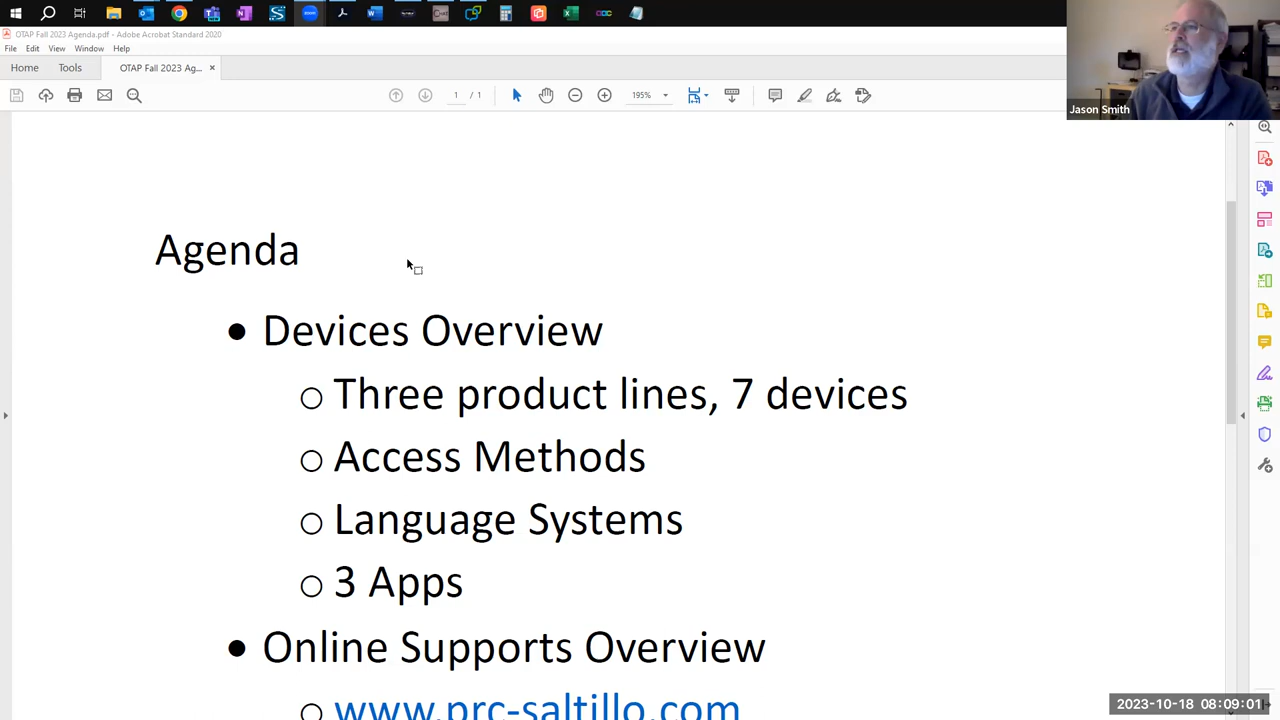 OTAP Fall 2023 Agenda.pdf - Adobe Acrobat Standard 2020
File Edit View Window Help
Home Tools OTAP Fall 2023 Ag... ×
1 / 1 195%
Jason Smith
Agenda
• Devices Overview
○ Three product lines, 7 devices
○ Access Methods
○ Language Systems
○ 3 Apps
• Online Supports Overview
○ www.prc-saltillo.com
2023-10-18 08:09:01